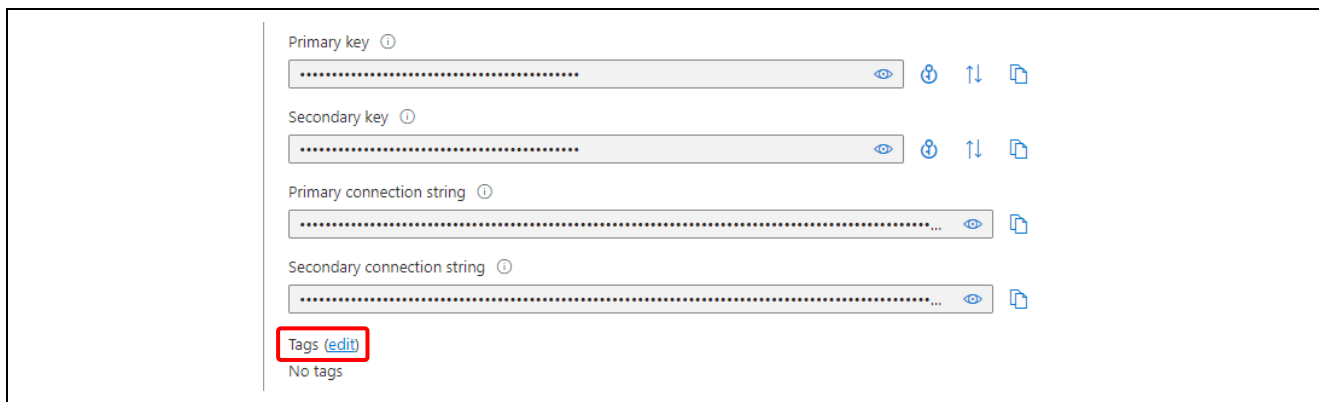 Primary key
••••••••••••••••••••••••••••••••••••••••••••
Secondary key
••••••••••••••••••••••••••••••••••••••••••••
Primary connection string
•••••••••••••••••••••••••••••••••••••••••••••••••••••••••••••••••••••••••••••••••••••••••••••••••••...
Secondary connection string
•••••••••••••••••••••••••••••••••••••••••••••••••••••••••••••••••••••••••••••••••••••••••••••••••••...
Tags (edit)
No tags